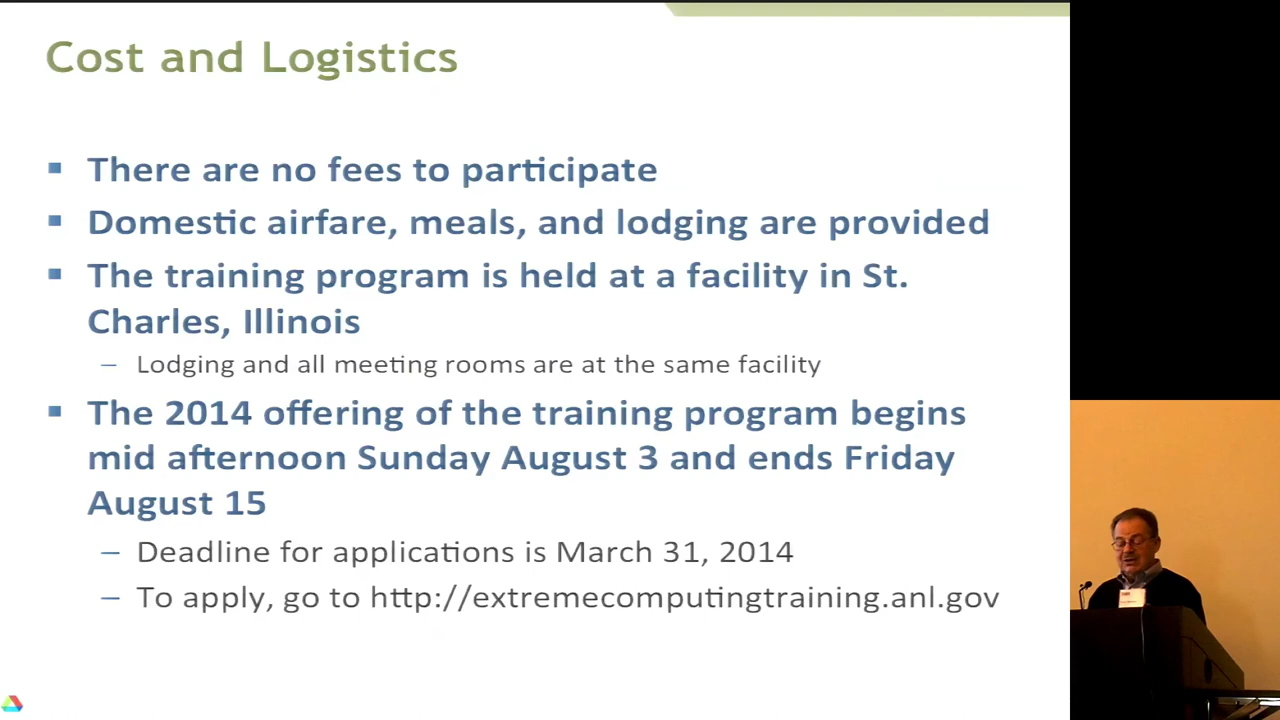 Cost and Logistics
▪ There are no fees to participate
▪ Domestic airfare, meals, and lodging are provided
▪ The training program is held at a facility in St.
Charles, Illinois
– Lodging and all meeting rooms are at the same facility
▪ The 2014 offering of the training program begins
mid afternoon Sunday August 3 and ends Friday
August 15
– Deadline for applications is March 31, 2014
– To apply, go to http://extremecomputingtraining.anl.gov